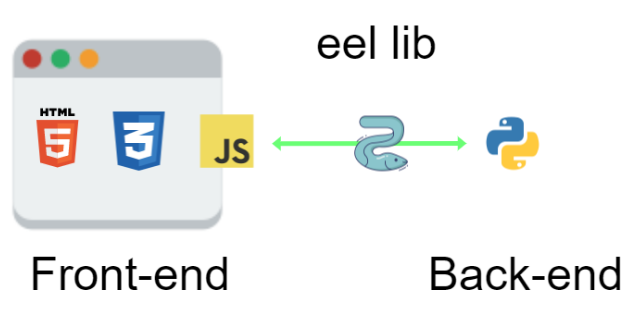 eel lib
HTML
5
3
JS
Front-end
Back-end